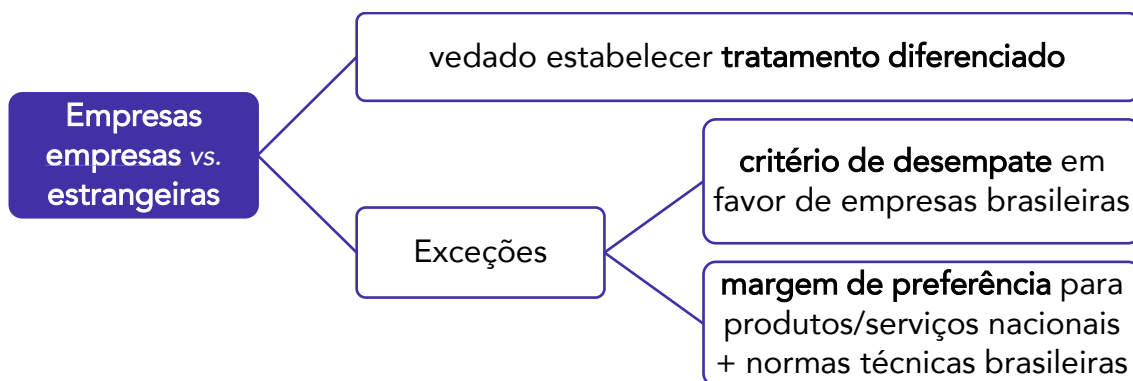 Empresas
empresas vs.
estrangeiras
vedado estabelecer tratamento diferenciado
Exceções
critério de desempate em
favor de empresas brasileiras
margem de preferência para
produtos/serviços nacionais
+ normas técnicas brasileiras